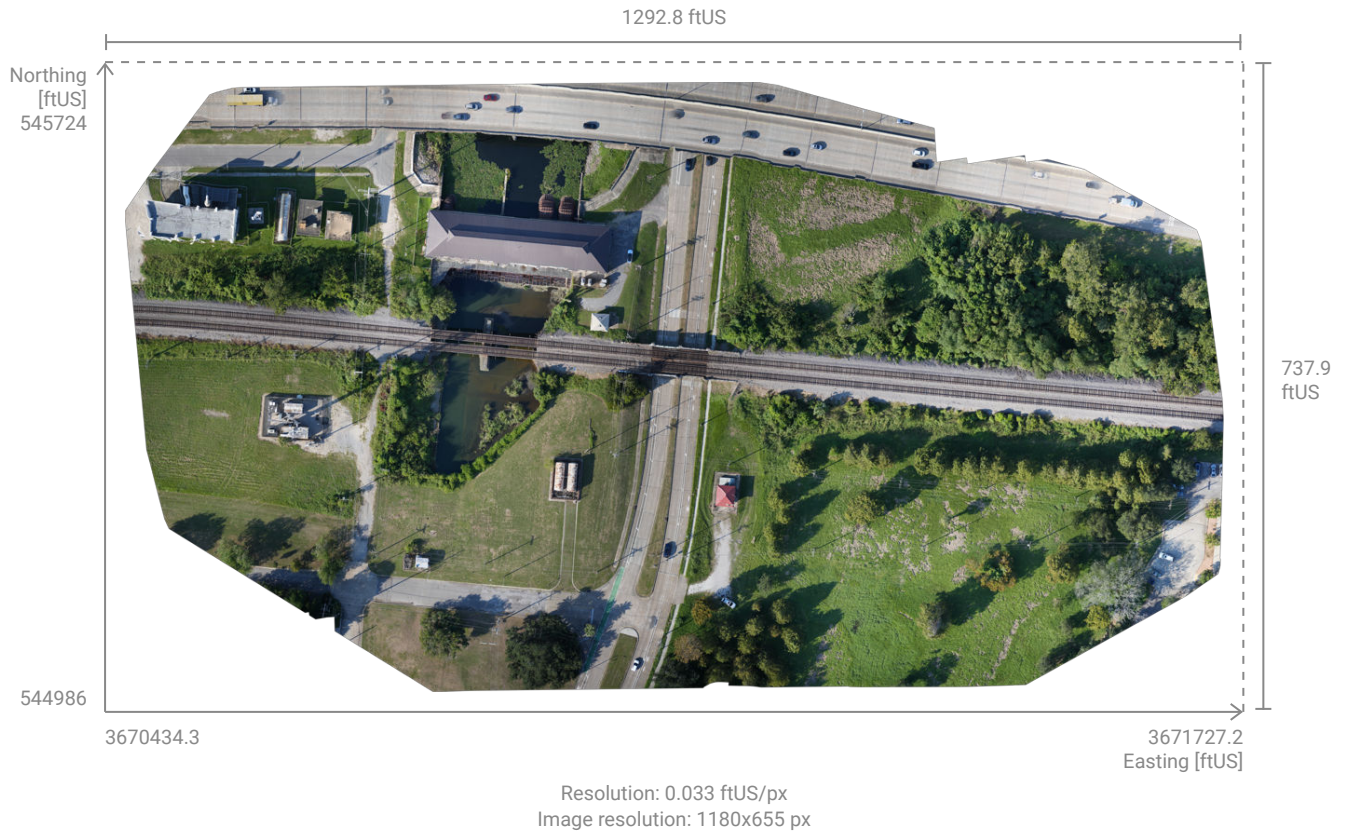 1292.8 ftUS
Northing
[ftUS]
545724
737.9
ftUS
544986
3670434.3
3671727.2
Easting [ftUS]
Resolution: 0.033 ftUS/px
Image resolution: 1180x655 px